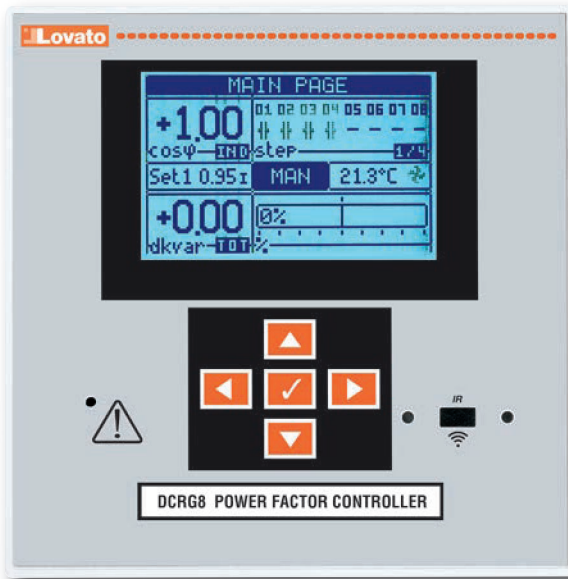 Lovato
MAIN PAGE
+1.00
01 02 03 04 05 06 07 08
cosφ IND step 1/4
Set1 0.95I MAN 21.3°C
+0.00
0%
dkvar TOT %
IR
DCRG8 POWER FACTOR CONTROLLER